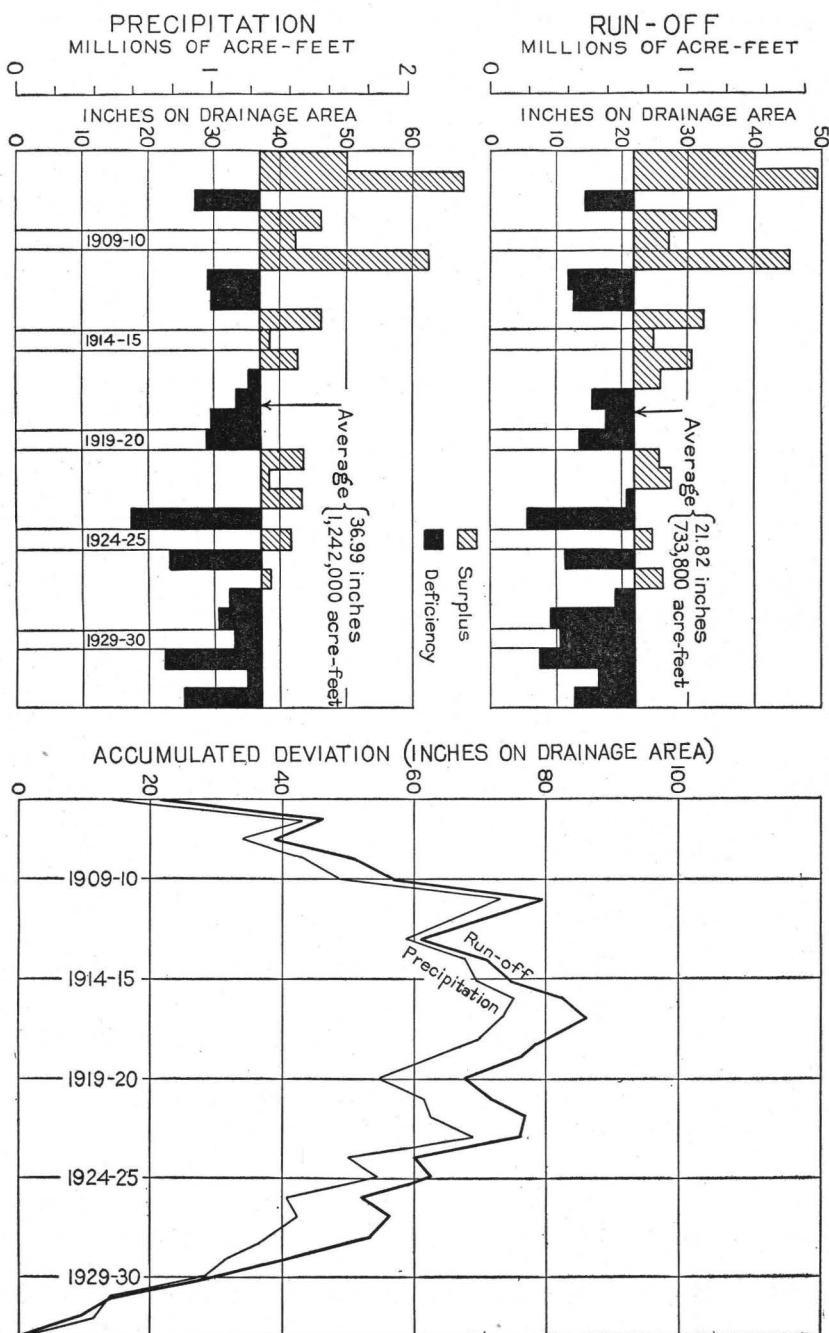 PRECIPITATION
MILLIONS OF ACRE-FEET
0
1
2
INCHES ON DRAINAGE AREA
0
10
20
30
40
50
60
1909-10
1914-15
1919-20
1924-25
1929-30
Average { 36.99 inches
1,242,000 acre-feet
Surplus
Deficiency
RUN-OFF
MILLIONS OF ACRE-FEET
0
1
INCHES ON DRAINAGE AREA
0
10
22
30
40
50
Average { 21.82 inches
733,800 acre-feet
ACCUMULATED DEVIATION (INCHES ON DRAINAGE AREA)
0
20
40
60
80
100
1909-10
1914-15
1919-20
1924-25
1929-30
Run-off
Precipitation